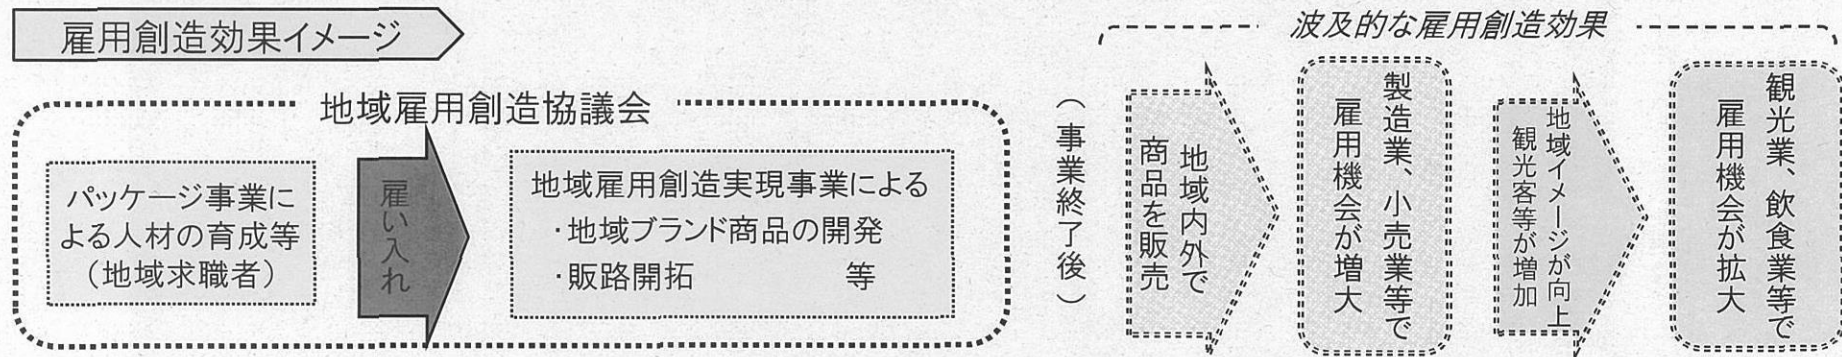 雇用創造効果イメージ
地域雇用創造協議会
パッケージ事業に
よる人材の育成等
(地域求職者)
雇い入れ
地域雇用創造実現事業による
・地域ブランド商品の開発
・販路開拓 等
(事業終了後)
波及的な雇用創造効果
地域内外で
商品を販売
製造業、小売業等で
雇用機会が増大
地域イメージが向上
観光客等が増加
観光業、飲食業等で
雇用機会が拡大